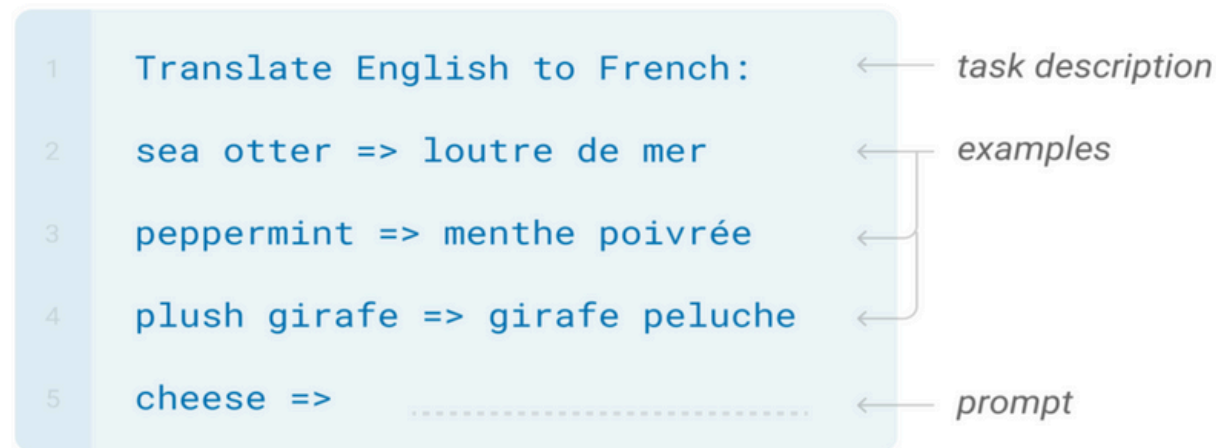 1 Translate English to French: task description
2 sea otter => loutre de mer examples
3 peppermint => menthe poivrée
4 plush girafe => girafe peluche
5 cheese => prompt